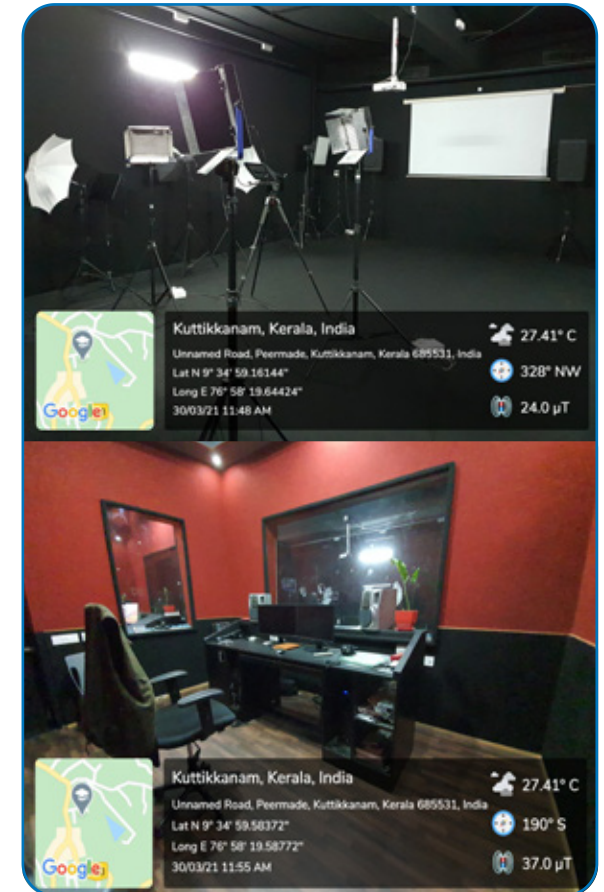 Kuttikkanam, Kerala, India
Unnamed Road, Peermade, Kuttikkanam, Kerala 685531, India
Lat N 9° 34' 59.16144"
Long E 76° 58' 19.64424"
30/03/21 11:48 AM
27.41° C
328° NW
24.0 µT
Google
Kuttikkanam, Kerala, India
Unnamed Road, Peermade, Kuttikkanam, Kerala 685531, India
Lat N 9° 34' 59.58372"
Long E 76° 58' 19.58772"
30/03/21 11:55 AM
27.41° C
190° S
37.0 µT
Google